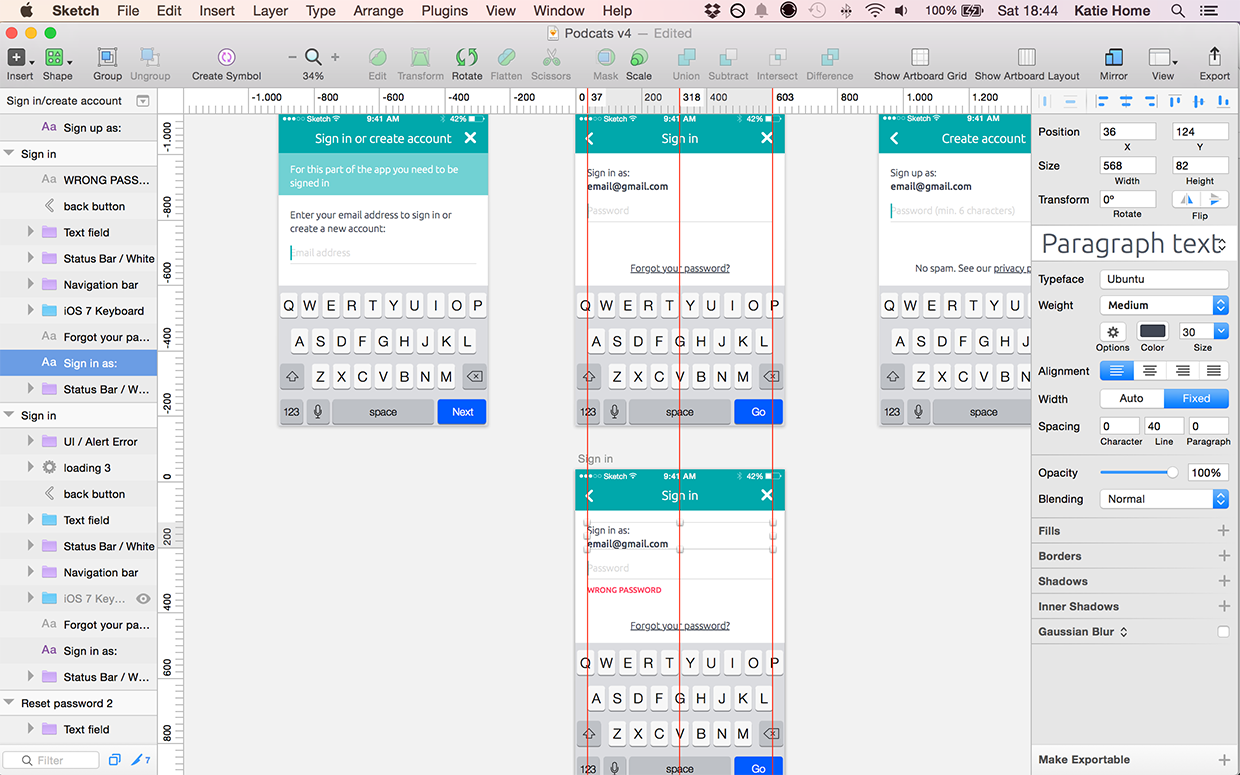 Sketch File Edit Insert Layer Type Arrange Plugins View Window Help 100% Sat 18:44 Katie Home
Podcats v4 — Edited
Insert Shape Group Ungroup Create Symbol 34% Edit Transform Rotate Flatten Scissors Mask Scale Union Subtract Intersect Difference Show Artboard Grid Show Artboard Layout Mirror View Export
-1.000 -800 -600 -400 -200 0 37 200 318 400 603 800 1.000 1.200
-1.000
-800
-600
-400
-200
0
200
400
600
800
Sign in/create account
Aa Sign up as:
Sign in
Aa WRONG PASS...
back button
Text field
Status Bar / White
Navigation bar
iOS 7 Keyboard
Aa Forgot your pa...
Aa Sign in as:
Status Bar / W...
Sign in
UI / Alert Error
loading 3
back button
Text field
Status Bar / White
Navigation bar
iOS 7 Key...
Aa Forgot your pa...
Aa Sign in as:
Status Bar / W...
Reset password 2
Text field
Filter 7
Sketch 9:41 AM 42%
Sign in or create account
For this part of the app you need to be
signed in
Enter your email address to sign in or
create a new account:
Email address
Q W E R T Y U I O P
A S D F G H J K L
Z X C V B N M
123 space Next
Sketch 9:41 AM 42%
Sign in
Sign in as:
email@gmail.com
Password
Forgot your password?
Q W E R T Y U I O P
A S D F G H J K L
Z X C V B N M
123 space Go
Sketch 9:41 AM
Create account
Sign up as:
email@gmail.com
Password (min. 6 characters)
No spam. See our privacy p
Q W E R T Y U
A S D F G H J
Z X C V B N
123 space
Sign in
Sketch 9:41 AM 42%
Sign in
Sign in as:
email@gmail.com
Password
WRONG PASSWORD
Forgot your password?
Q W E R T Y U I O P
A S D F G H J K L
Z X C V B N M
123 space Go
Position 36 124
X Y
Size 568 82
Width Height
Transform 0°
Rotate Flip
Paragraph text
Typeface Ubuntu
Weight Medium
30
Options Color Size
Alignment
Width Auto Fixed
Spacing 0 40 0
Character Line Paragraph
Opacity 100%
Blending Normal
Fills
Borders
Shadows
Inner Shadows
Gaussian Blur
Make Exportable